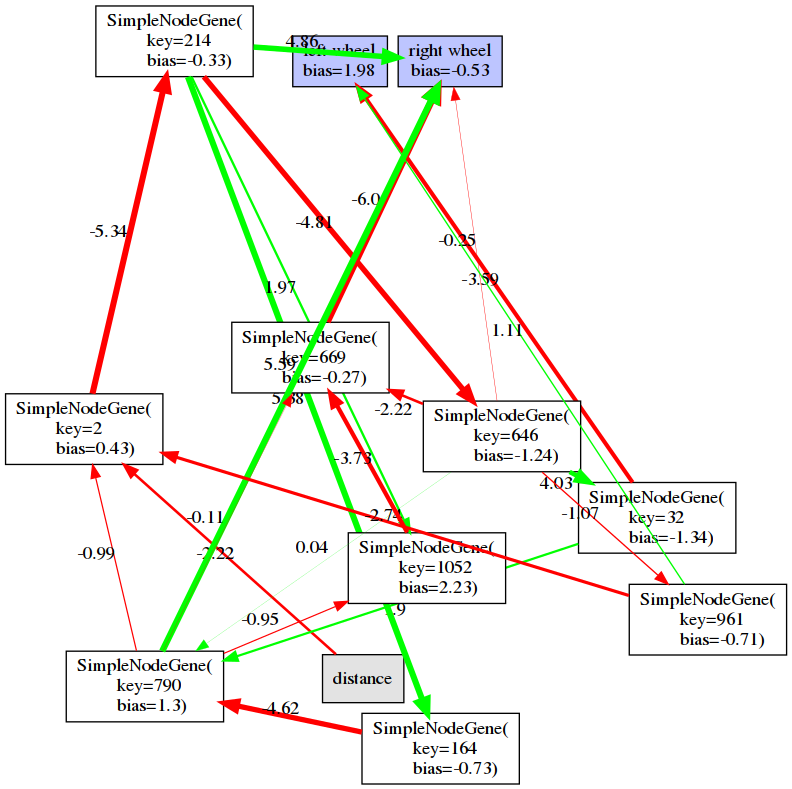 SimpleNodeGene(
key=214
bias=-0.33)
4.86
left wheel
bias=1.98
right wheel
bias=-0.53
-5.34
-4.81
-0.25
-3.59
1.97
1.11
SimpleNodeGene(
key=669
bias=-0.27)
5.59
SimpleNodeGene(
key=2
bias=0.43)
-2.22
SimpleNodeGene(
key=646
bias=-1.24)
-3.73
4.03
SimpleNodeGene(
key=32
bias=-1.34)
-0.11
-2.74
-1.07
-2.22
-0.99
0.04
SimpleNodeGene(
key=1052
bias=2.23)
SimpleNodeGene(
key=961
bias=-0.71)
-0.95
SimpleNodeGene(
key=790
bias=1.3)
distance
-4.62
SimpleNodeGene(
key=164
bias=-0.73)